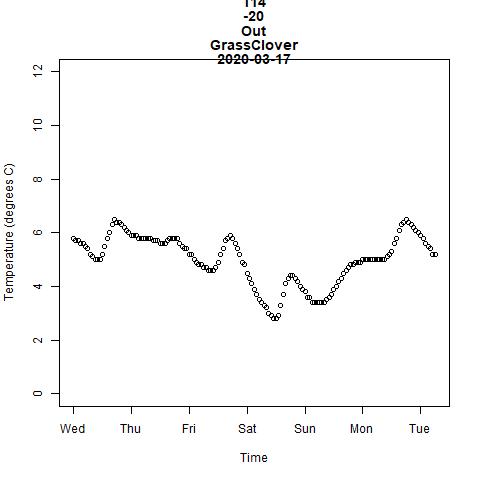 T14
-20
Out
GrassClover
2020-03-17
Temperature (degrees C)
12
10
8
6
4
2
0
Wed Thu Fri Sat Sun Mon Tue
Time